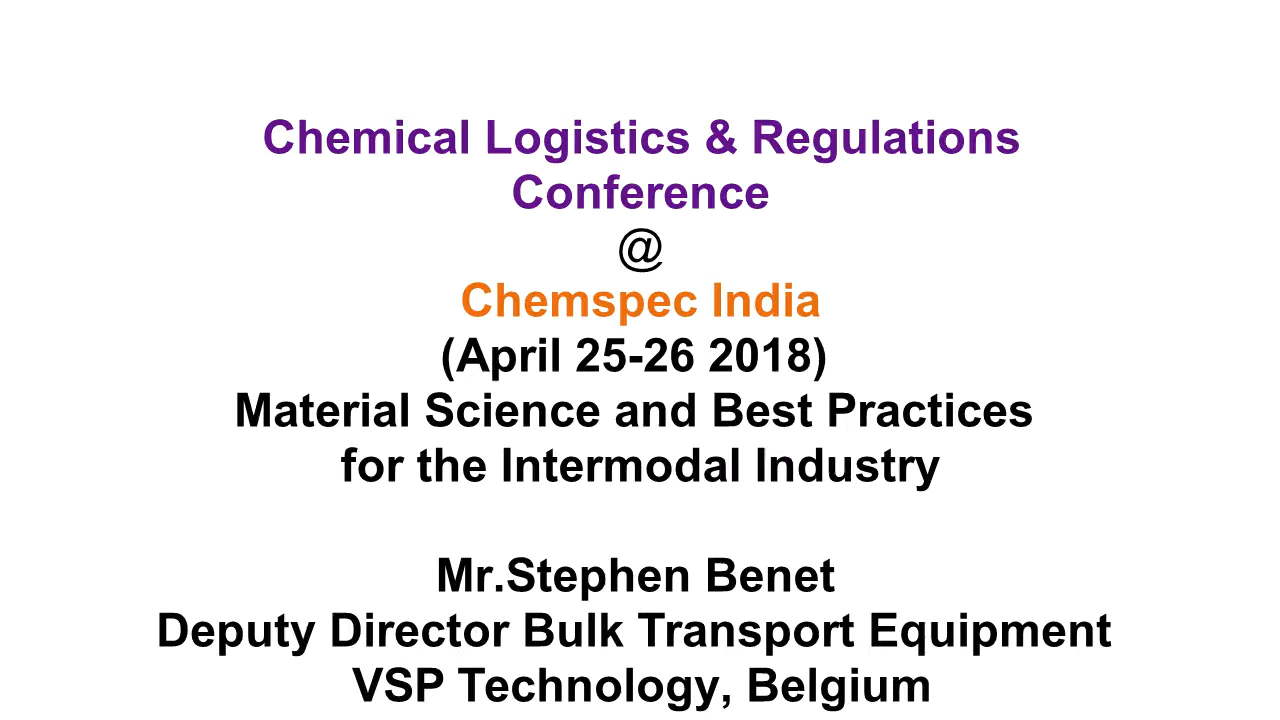 Chemical Logistics & Regulations
Conference
@
Chemspec India
(April 25-26 2018)
Material Science and Best Practices
for the Intermodal Industry
Mr.Stephen Benet
Deputy Director Bulk Transport Equipment
VSP Technology, Belgium